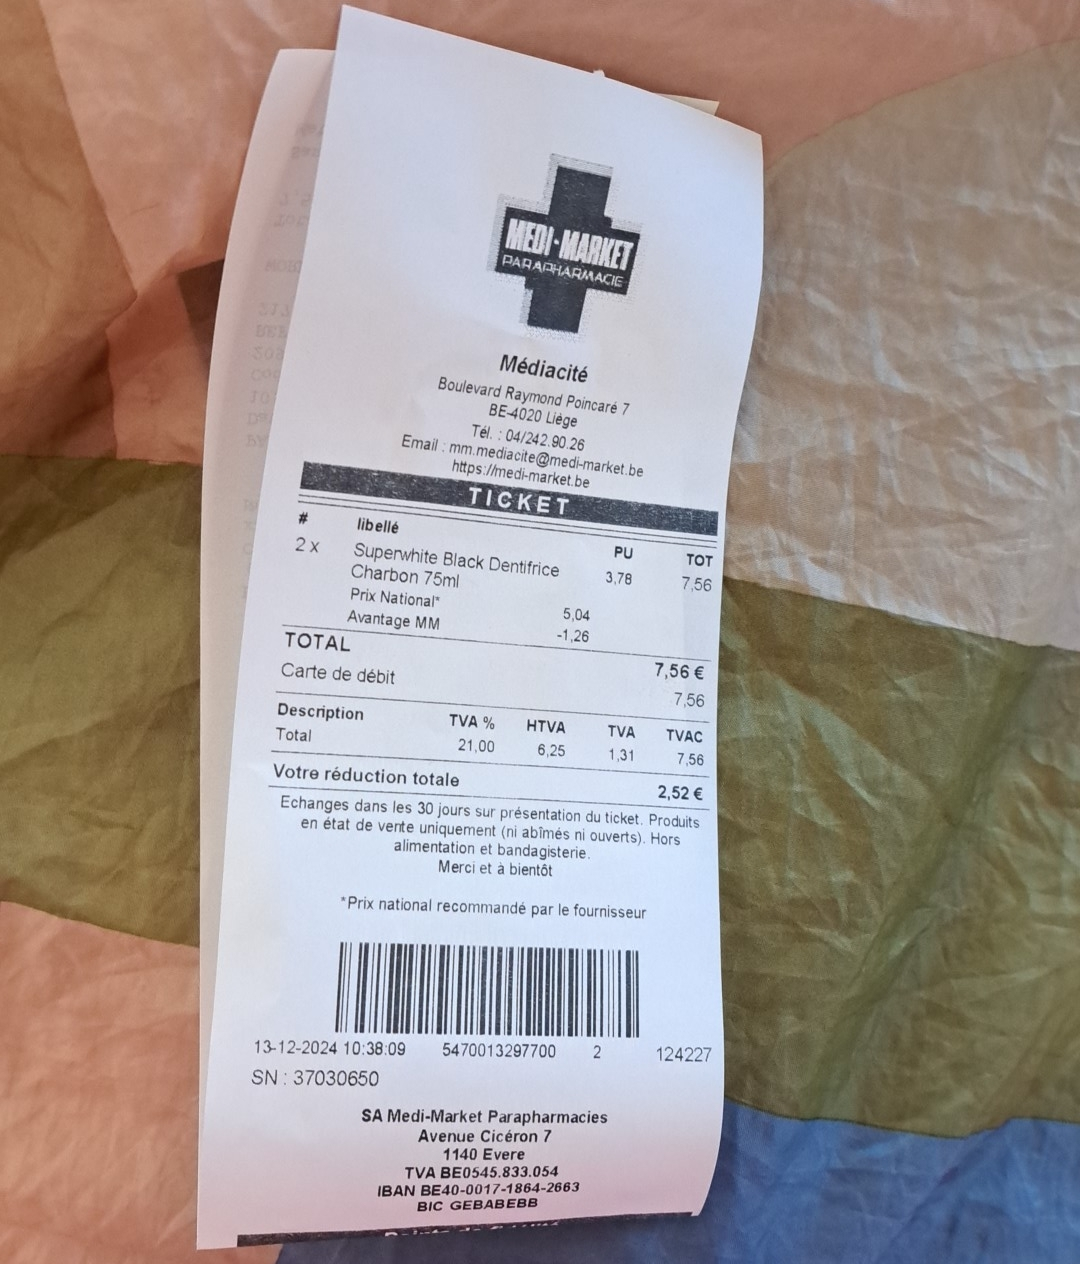 MEDI-MARKET
PARAPHARMACIE
Médiacité
Boulevard Raymond Poincaré 7
BE-4020 Liège
Tél. : 04/242.90.26
Email : mm.mediacite@medi-market.be
https://medi-market.be
TICKET
# libellé PU TOT
2 x Superwhite Black Dentifrice 3,78 7,56
Charbon 75ml
Prix National* 5,04
Avantage MM -1,26
TOTAL 7,56 €
Carte de débit 7,56
Description TVA % HTVA TVA TVAC
Total 21,00 6,25 1,31 7,56
Votre réduction totale 2,52 €
Echanges dans les 30 jours sur présentation du ticket. Produits
en état de vente uniquement (ni abîmés ni ouverts). Hors
alimentation et bandagisterie.
Merci et à bientôt
*Prix national recommandé par le fournisseur
13-12-2024 10:38:09 5470013297700 2 124227
SN : 37030650
SA Medi-Market Parapharmacies
Avenue Cicéron 7
1140 Evere
TVA BE0545.833.054
IBAN BE40-0017-1864-2663
BIC GEBABEBB